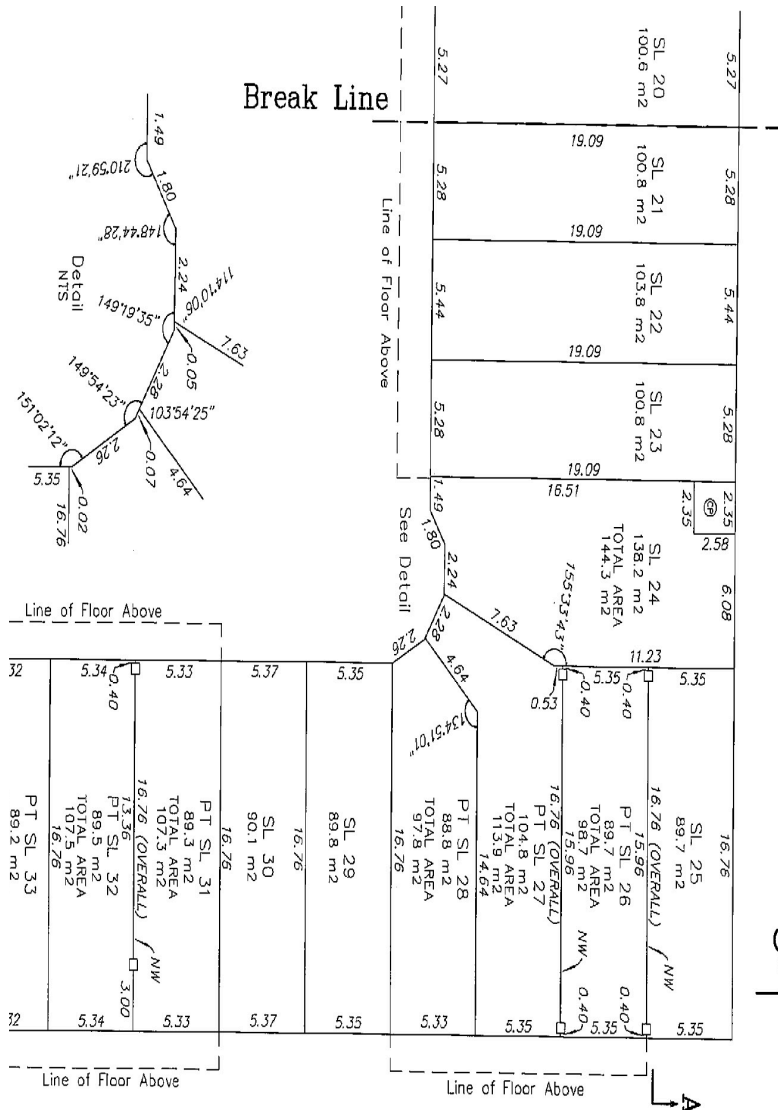 Break Line
5.27
SL 20
100.6 m2
5.27
19.09
5.28
SL 21
100.8 m2
5.28
19.09
5.44
SL 22
103.8 m2
5.44
19.09
5.28
SL 23
100.8 m2
5.28
19.09
16.51
2.35
CP
2.35
2.58
6.08
SL 24
138.2 m2
TOTAL AREA
144.3 m2
11.23
Line of Floor Above
1.49
1.80
2.24
2.28
2.26
See Detail
7.63
155°33'43"
0.53
4.64
134°51'01"
1.49
210°59'21"
1.80
148°44'28"
2.24
149°19'35"
114°10'06"
7.63
0.05
2.28
149°54'23"
103°54'25"
4.64
0.07
2.26
151°02'12"
5.35
16.76
0.02
Detail
NTS
Line of Floor Above
32
5.34
0.40
5.33
5.37
5.35
0.40
5.35
0.40
5.35
16.76
SL 25
89.7 m2
16.76 (OVERALL)
15.96
NW
PT SL 26
89.7 m2
TOTAL AREA
98.7 m2
16.76 (OVERALL)
15.96
NW
PT SL 27
104.8 m2
TOTAL AREA
113.9 m2
14.64
PT SL 28
88.8 m2
TOTAL AREA
97.8 m2
16.76
SL 29
89.8 m2
16.76
SL 30
90.1 m2
16.76
PT SL 31
89.3 m2
TOTAL AREA
107.3 m2
16.76 (OVERALL)
13.36
NW
3.00
PT SL 32
89.5 m2
TOTAL AREA
107.5 m2
16.76
PT SL 33
89.2 m2
32
5.34
5.33
5.37
5.35
5.33
5.35
0.40
5.35
0.40
5.35
Line of Floor Above
Line of Floor Above
A